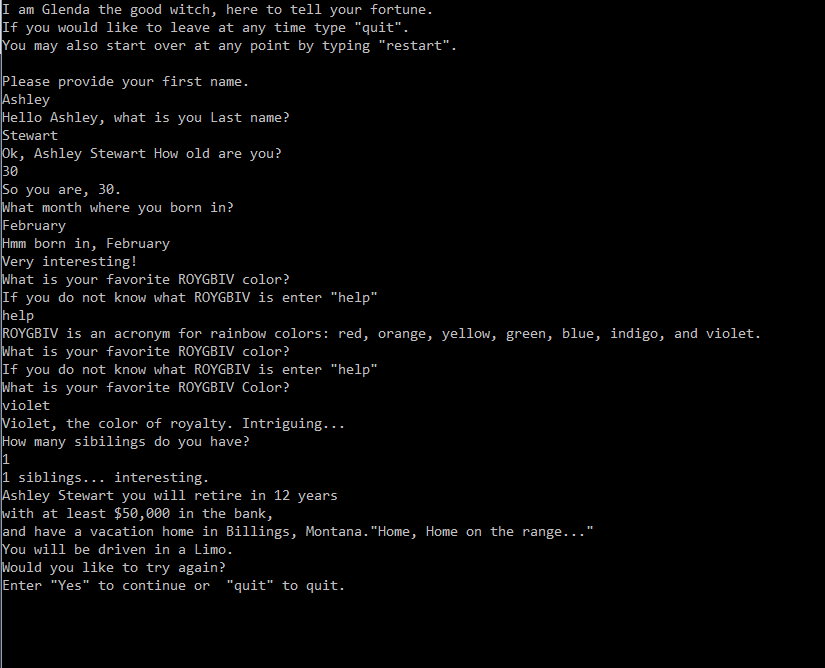 I am Glenda the good witch, here to tell your fortune.
If you would like to leave at any time type "quit".
You may also start over at any point by typing "restart".
Please provide your first name.
Ashley
Hello Ashley, what is you Last name?
Stewart
Ok, Ashley Stewart How old are you?
30
So you are, 30.
What month where you born in?
February
Hmm born in, February
Very interesting!
What is your favorite ROYGBIV color?
If you do not know what ROYGBIV is enter "help"
help
ROYGBIV is an acronym for rainbow colors: red, orange, yellow, green, blue, indigo, and violet.
What is your favorite ROYGBIV color?
If you do not know what ROYGBIV is enter "help"
What is your favorite ROYGBIV Color?
violet
Violet, the color of royalty. Intriguing...
How many sibilings do you have?
1
1 siblings... interesting.
Ashley Stewart you will retire in 12 years
with at least $50,000 in the bank,
and have a vacation home in Billings, Montana."Home, Home on the range..."
You will be driven in a Limo.
Would you like to try again?
Enter "Yes" to continue or  "quit" to quit.